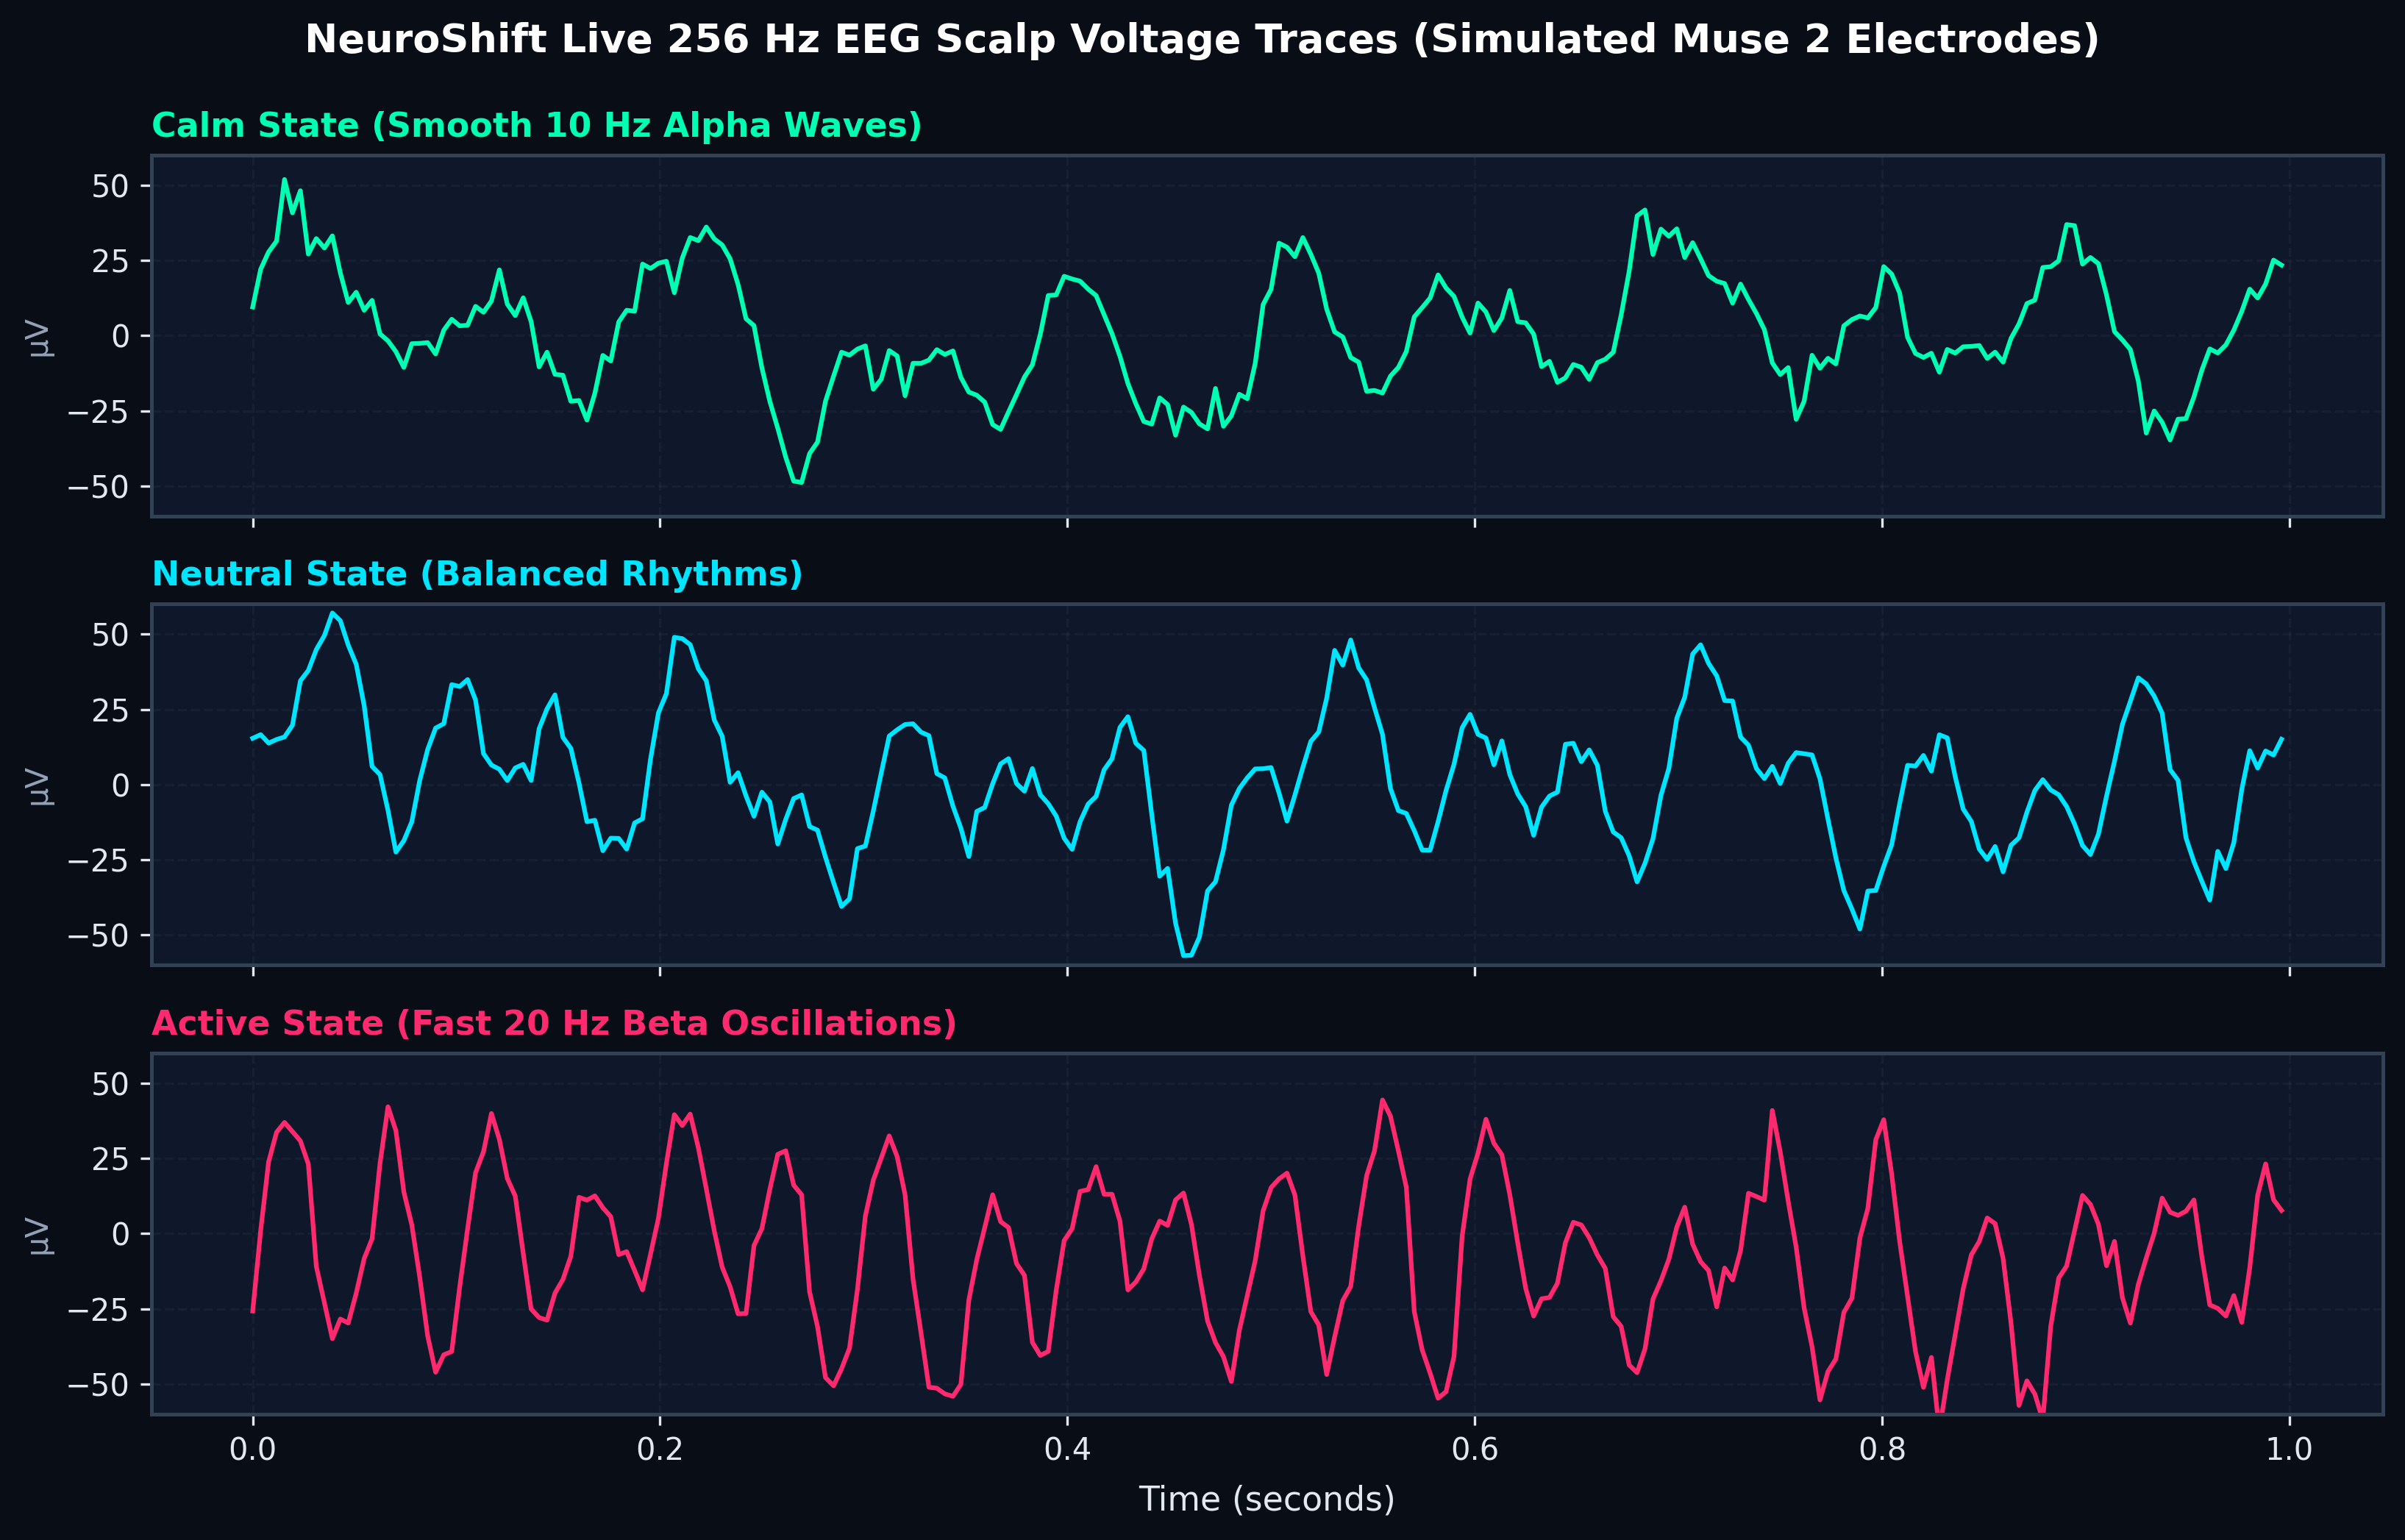 NeuroShift Live 256 Hz EEG Scalp Voltage Traces (Simulated Muse 2 Electrodes)
Calm State (Smooth 10 Hz Alpha Waves)
50
25
0
−25
−50
µV
Neutral State (Balanced Rhythms)
50
25
0
−25
−50
µV
Active State (Fast 20 Hz Beta Oscillations)
50
25
0
−25
−50
µV
0.0 0.2 0.4 0.6 0.8 1.0
Time (seconds)